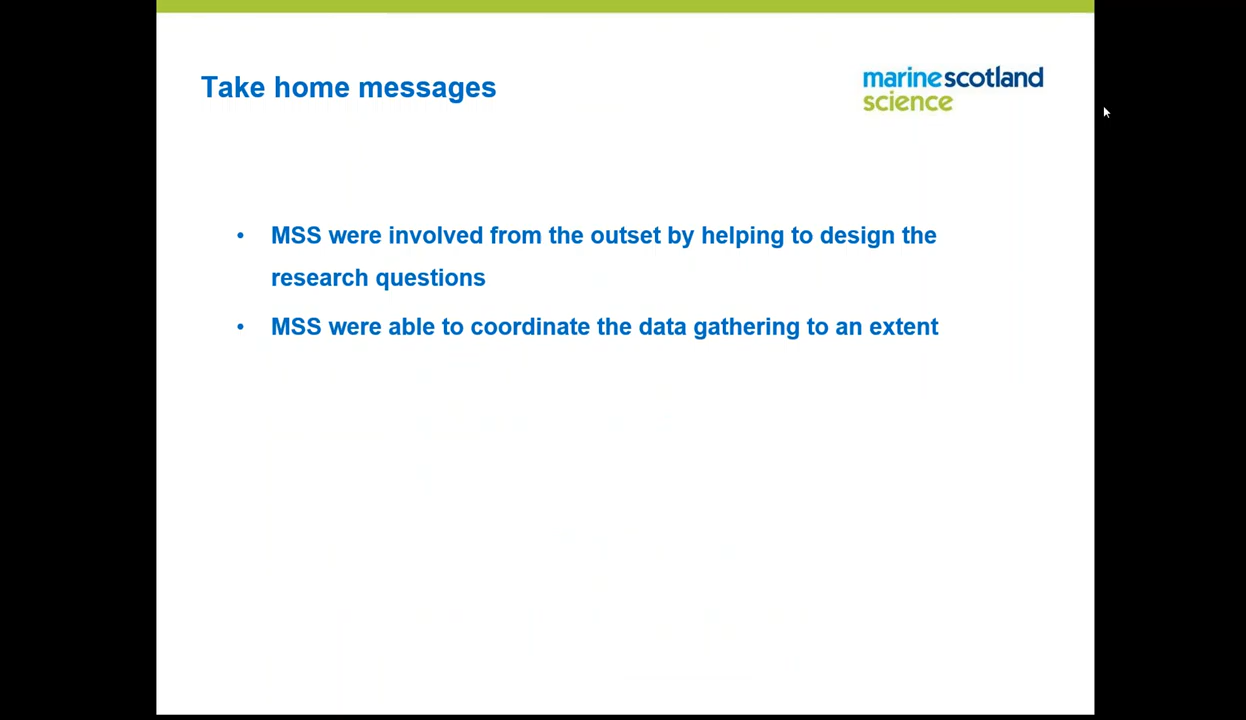 Take home messages
marinescotland
science
• MSS were involved from the outset by helping to design the
research questions
• MSS were able to coordinate the data gathering to an extent